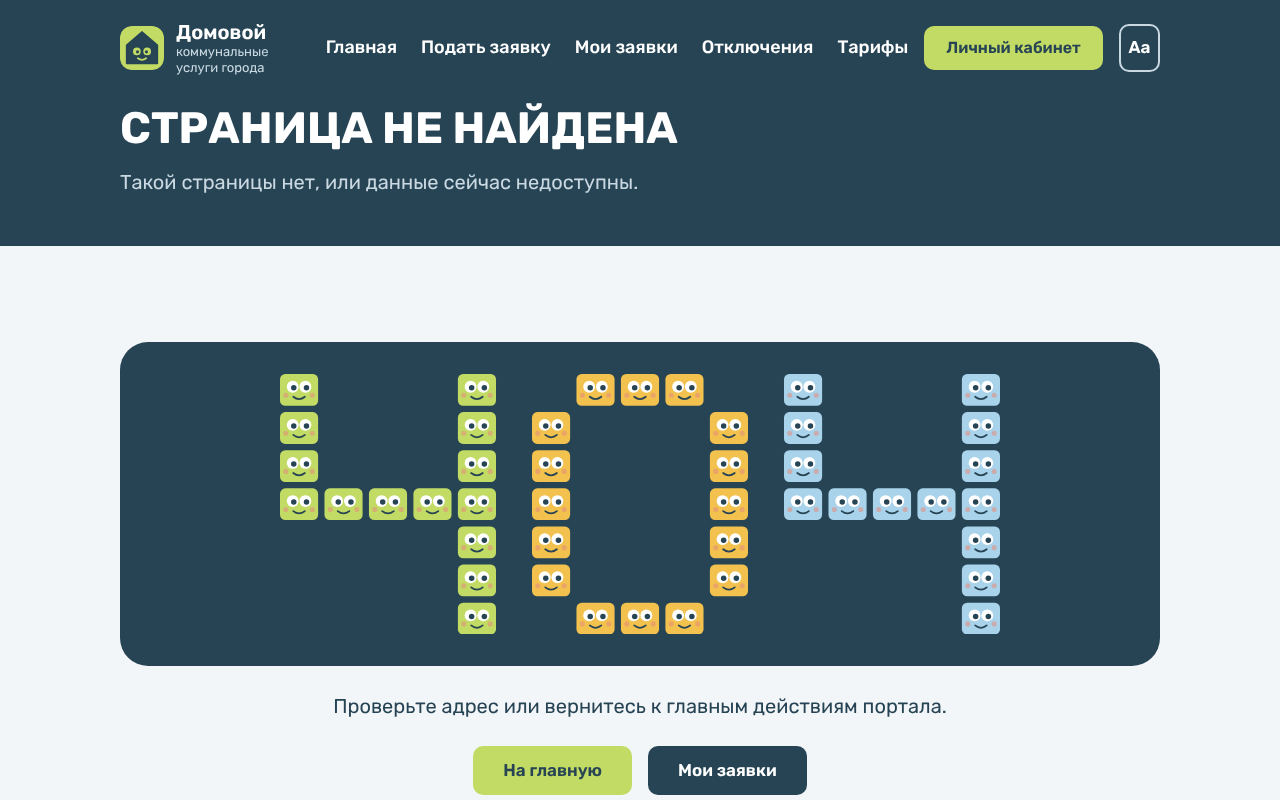 Домовой
коммунальные
услуги города
Главная
Подать заявку
Мои заявки
Отключения
Тарифы
Личный кабинет
Aa
СТРАНИЦА НЕ НАЙДЕНА
Такой страницы нет, или данные сейчас недоступны.
404
Проверьте адрес или вернитесь к главным действиям портала.
На главную
Мои заявки